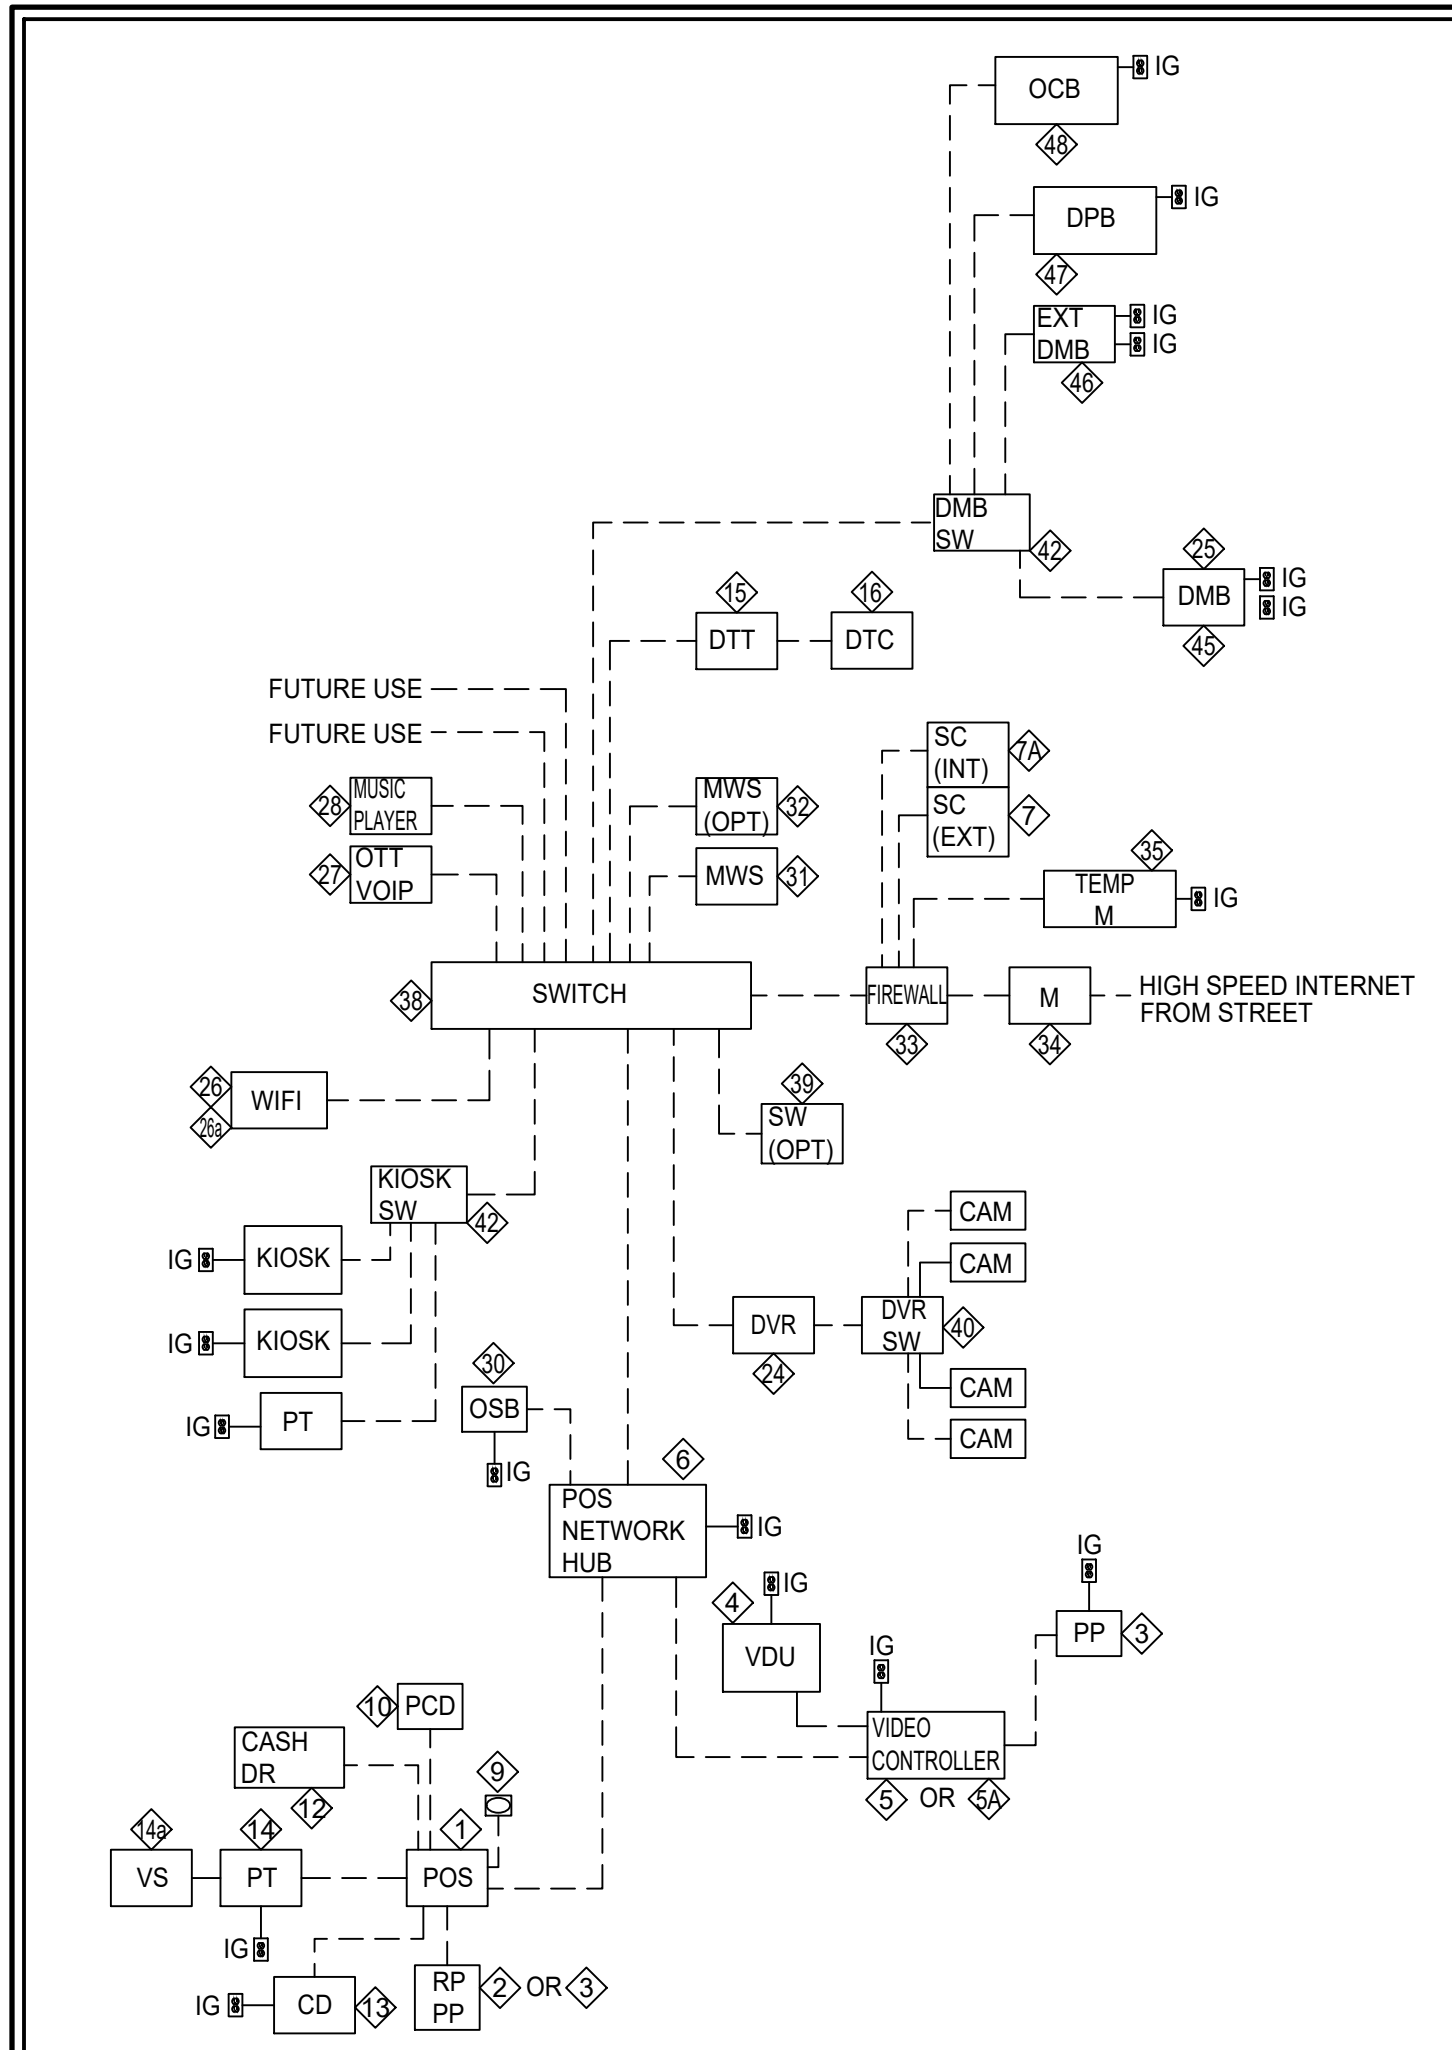 OCB
IG
48
DPB
IG
47
EXT
DMB
IG
IG
46
DMB
SW
42
25
DMB
IG
IG
45
15
DTT
16
DTC
FUTURE USE
FUTURE USE
28
MUSIC
PLAYER
27
OTT
VOIP
MWS
(OPT)
32
MWS
31
SC
(INT)
7A
SC
(EXT)
7
35
TEMP
M
IG
38
SWITCH
FIREWALL
33
M
34
HIGH SPEED INTERNET
FROM STREET
26
26a
WIFI
39
SW
(OPT)
KIOSK
SW
42
IG
KIOSK
IG
KIOSK
IG
PT
CAM
CAM
DVR
24
DVR
SW
40
CAM
CAM
30
OSB
IG
6
POS
NETWORK
HUB
IG
4
IG
VDU
IG
PP
3
IG
VIDEO
CONTROLLER
5 OR 5A
10
PCD
CASH
DR
12
9
14a
VS
14
PT
IG
1
POS
IG
CD
13
RP
PP
2 OR 3